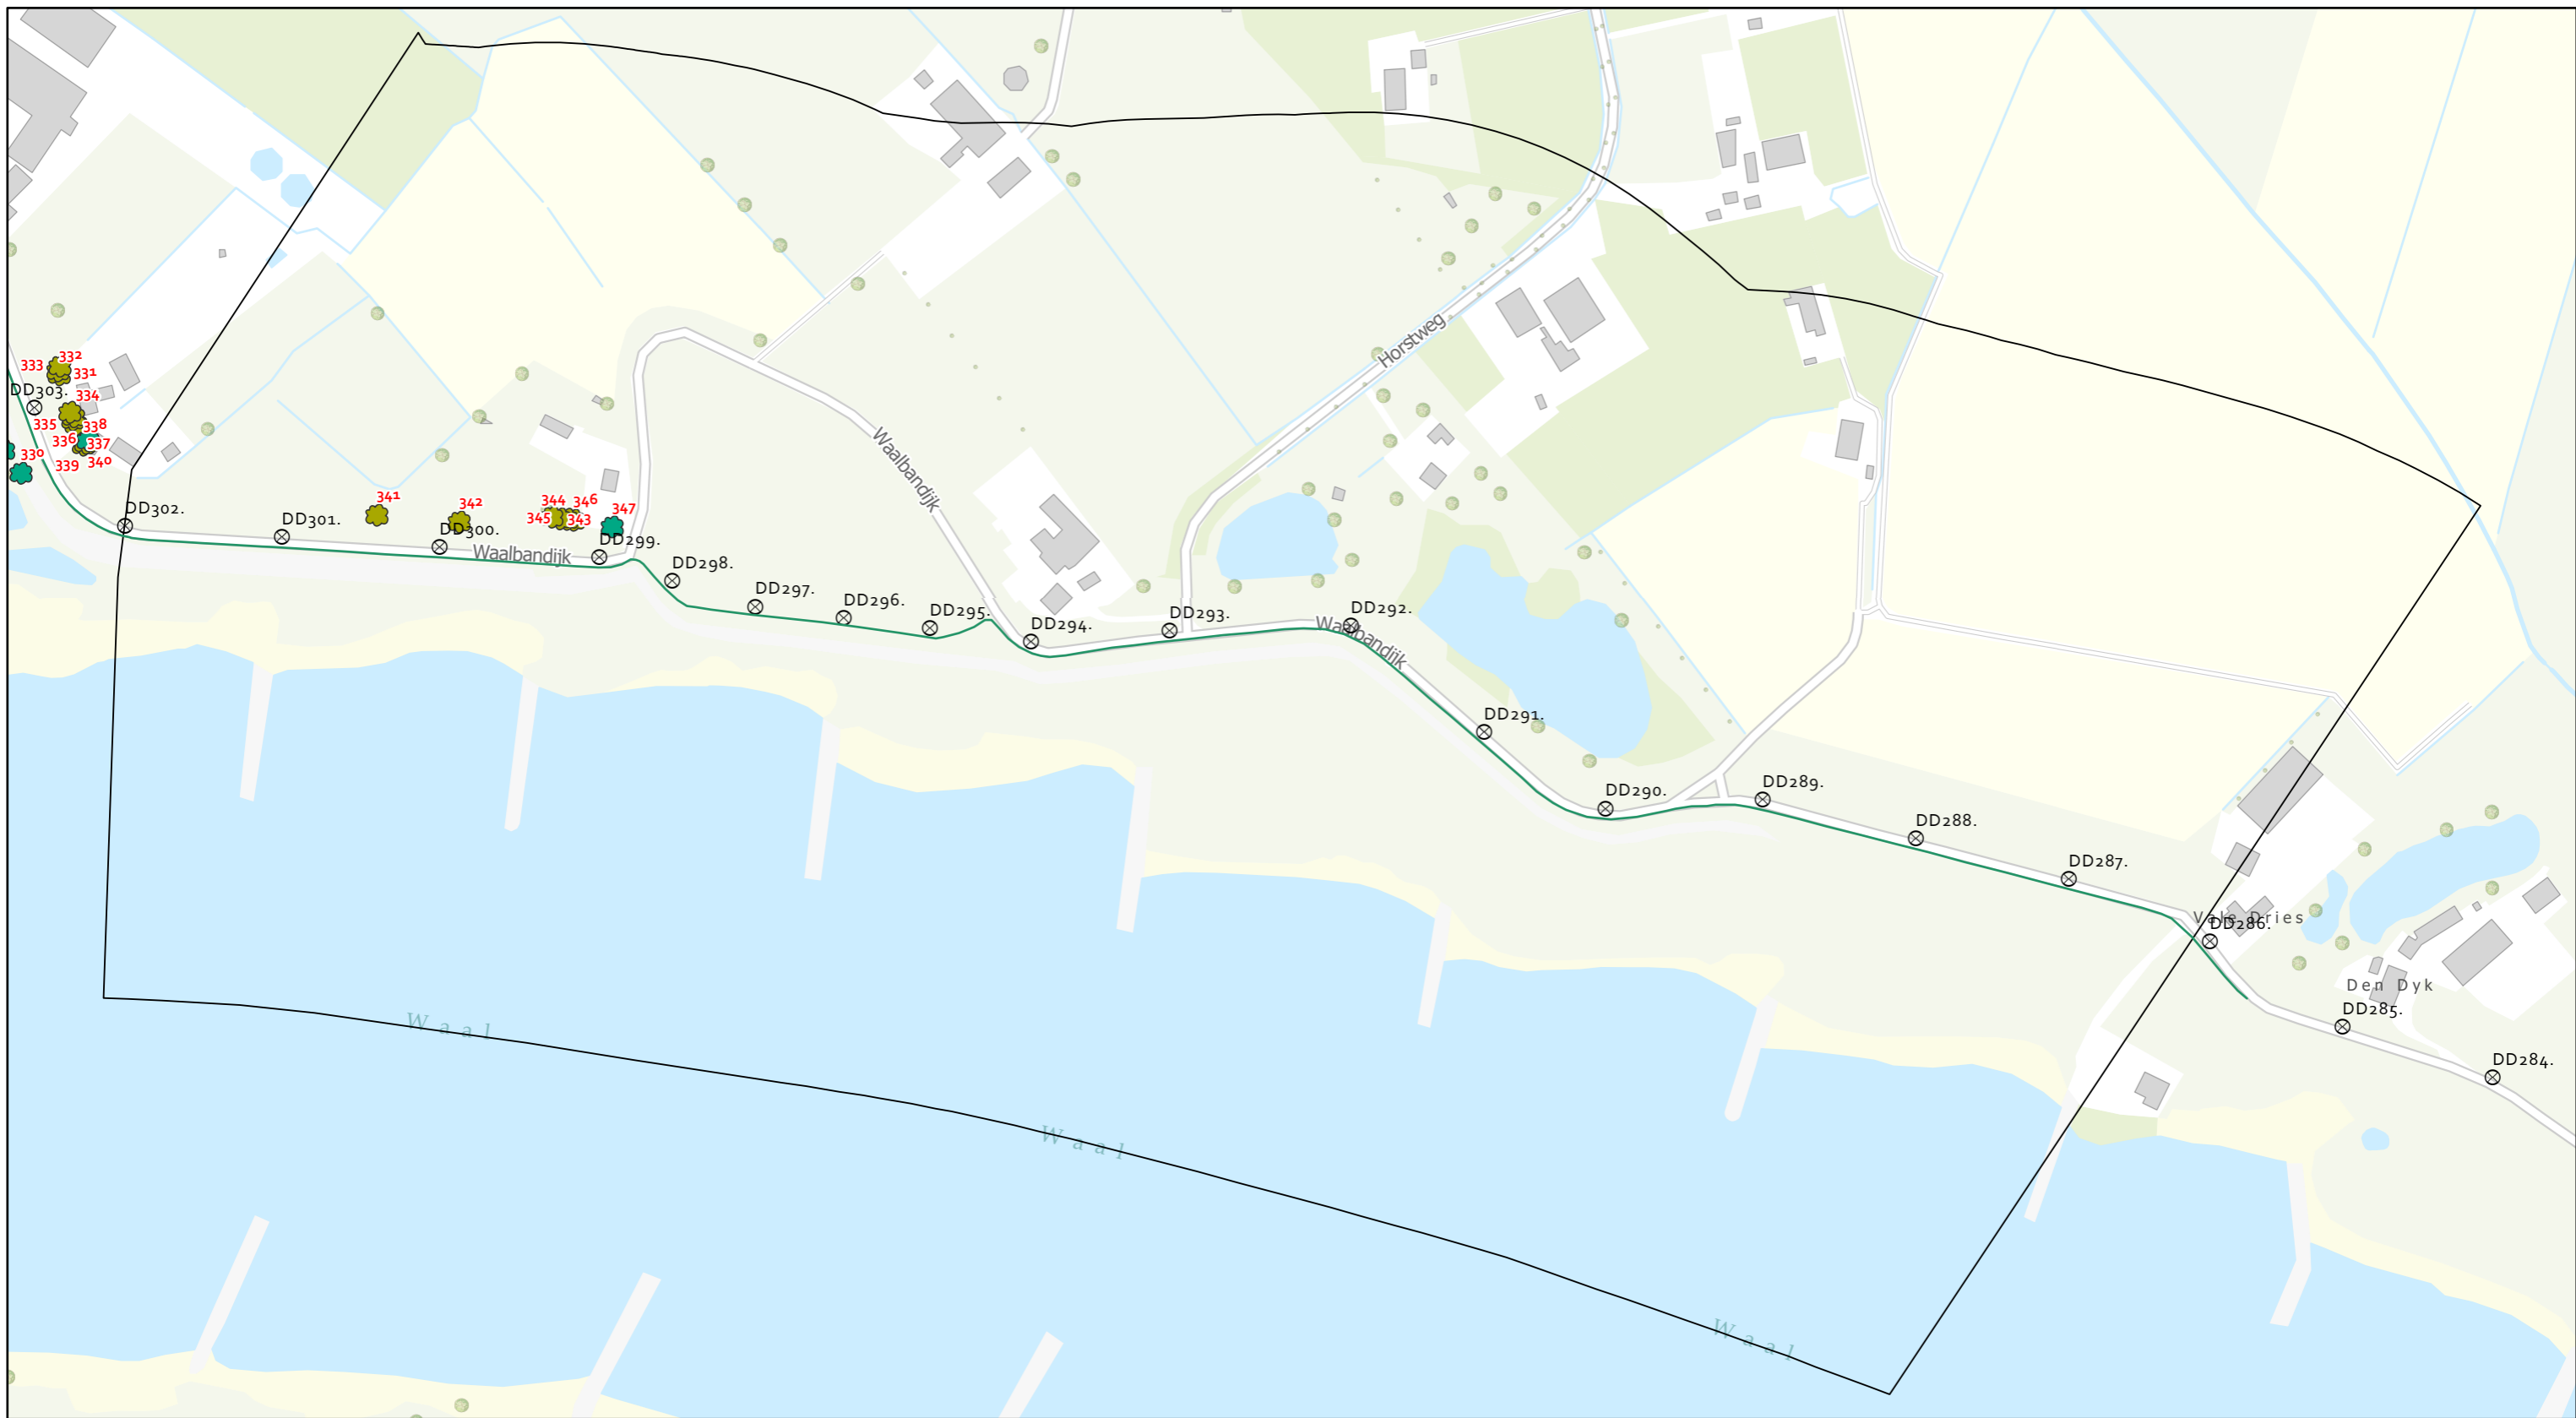 Horstweg
332
333
331
DD303.
334
335
338
336
337
330
339
340
Waalbandijk
341
342
344
346
345
343
347
DD302.
DD301.
DD300.
Waalbandijk
DD299.
DD298.
DD297.
DD296.
DD295.
DD294.
DD293.
DD292.
Waalbandijk
DD291.
DD290.
DD289.
DD288.
DD287.
DD286.
Den Dyk
DD285.
Waal
DD284.
Waal
Waal